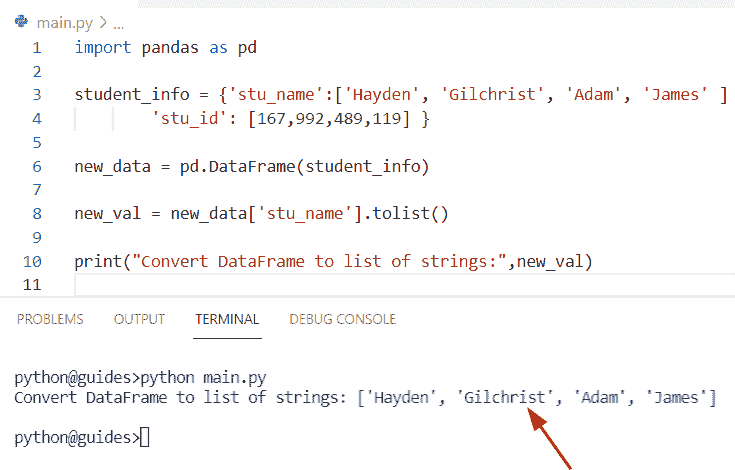 main.py > ...
1 import pandas as pd
2
3 student_info = {'stu_name':['Hayden', 'Gilchrist', 'Adam', 'James' ]
4 'stu_id': [167,992,489,119] }
5
6 new_data = pd.DataFrame(student_info)
7
8 new_val = new_data['stu_name'].tolist()
9
10 print("Convert DataFrame to list of strings:",new_val)
11
PROBLEMS OUTPUT TERMINAL DEBUG CONSOLE
python@guides>python main.py
Convert DataFrame to list of strings: ['Hayden', 'Gilchrist', 'Adam', 'James']
python@guides>